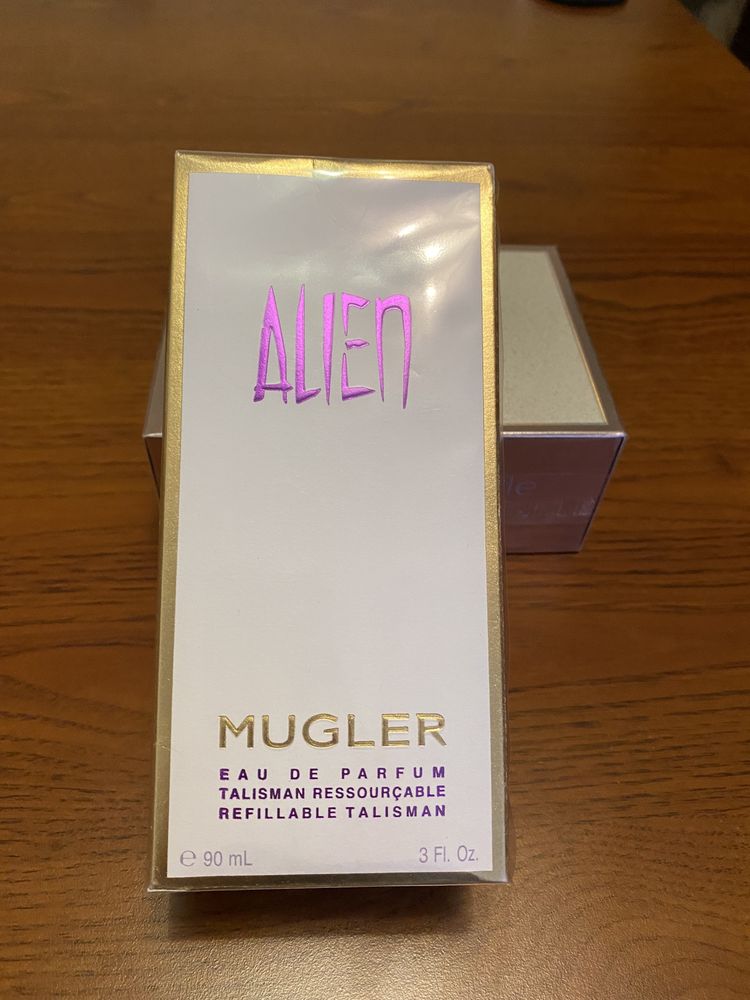 ALIEN
MUGLER
EAU DE PARFUM
TALISMAN RESSOURÇABLE
REFILLABLE TALISMAN
℮ 90 mL
3 Fl. Oz.